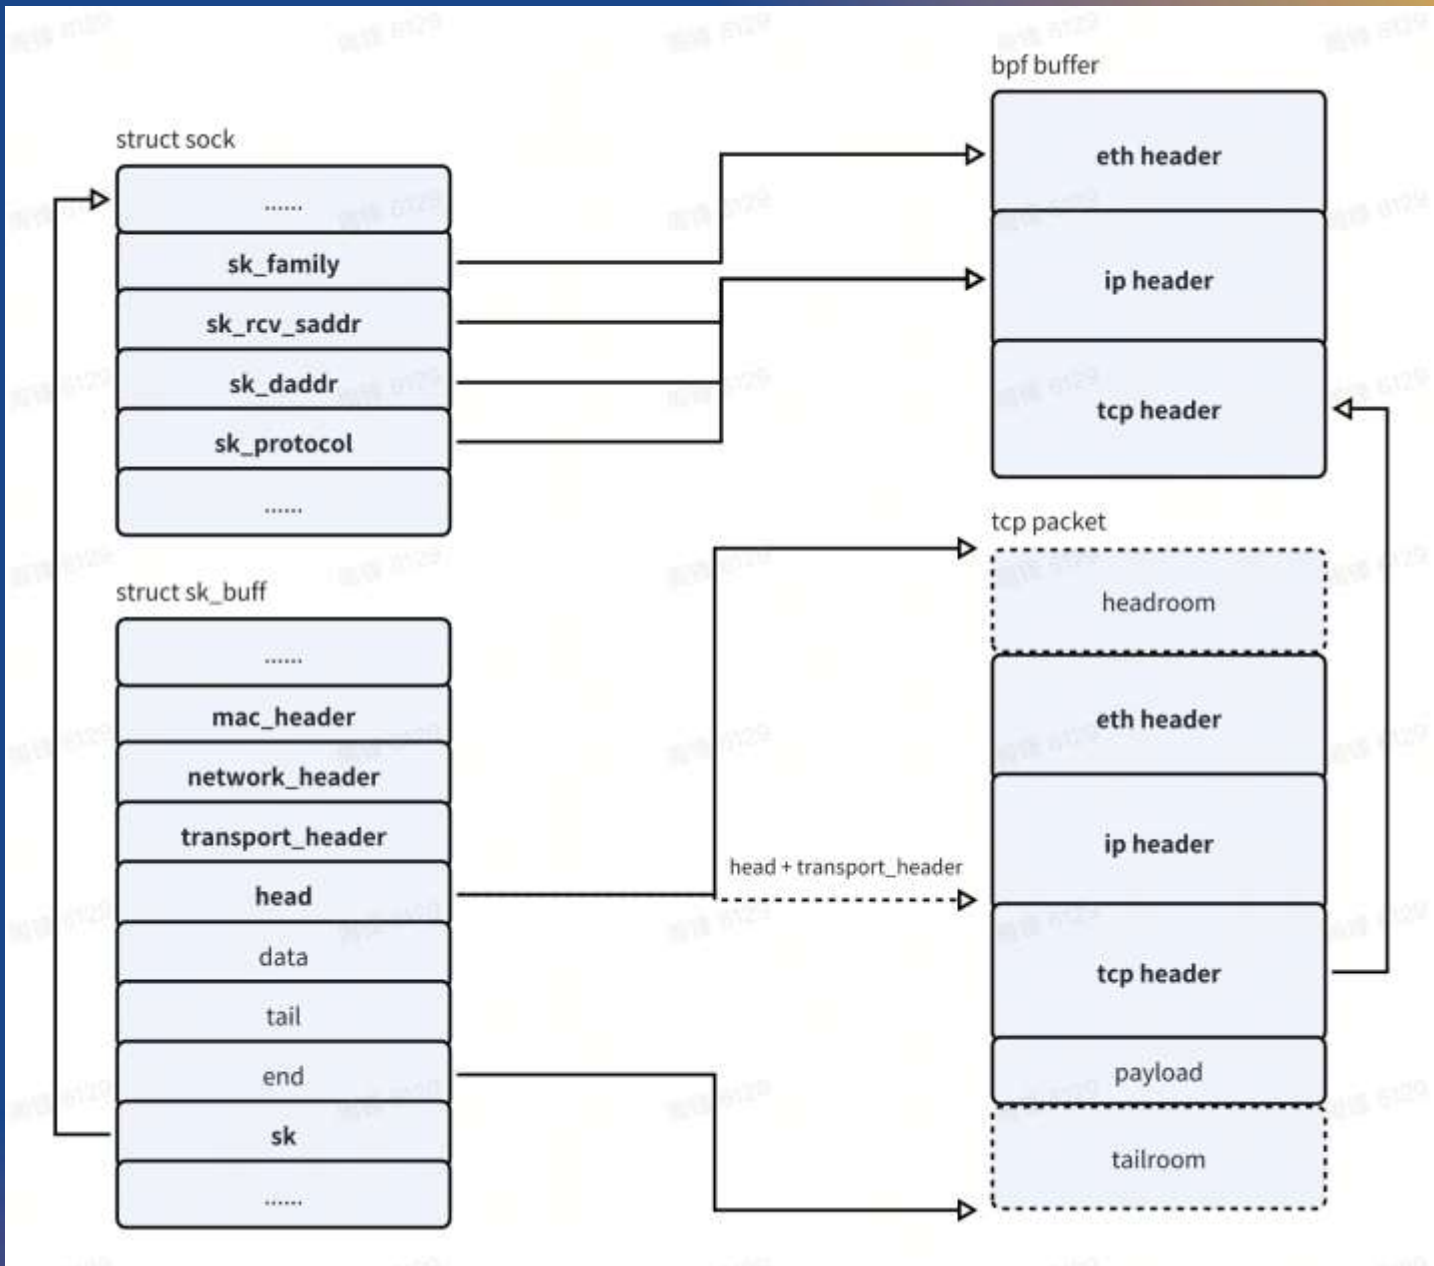 struct sock
......
sk_family
sk_rcv_saddr
sk_daddr
sk_protocol
......
struct sk_buff
......
mac_header
network_header
transport_header
head
data
tail
end
sk
......
bpf buffer
eth header
ip header
tcp header
tcp packet
headroom
eth header
ip header
head + transport_header
tcp header
payload
tailroom